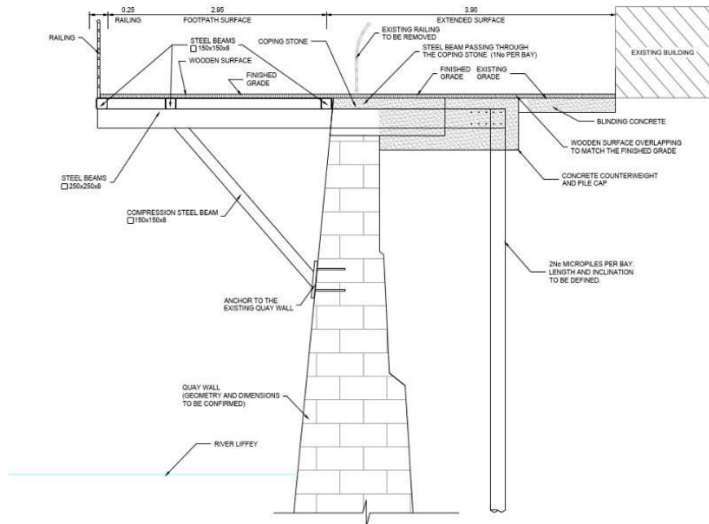 0.25
2.95
3.90
RAILING
FOOTPATH SURFACE
EXTENDED SURFACE
RAILING
STEEL BEAMS
□150x150x8
WOODEN SURFACE
FINISHED
GRADE
COPING STONE
EXISTING RAILING
TO BE REMOVED
STEEL BEAM PASSING THROUGH
THE COPING STONE (1No PER BAY)
FINISHED
GRADE
EXISTING
GRADE
EXISTING BUILDING
BLINDING CONCRETE
WOODEN SURFACE OVERLAPPING
TO MATCH THE FINISHED GRADE
CONCRETE COUNTERWEIGHT
AND PILE CAP
STEEL BEAMS
□250x250x8
COMPRESSION STEEL BEAM
□150x150x8
2No MICROPILES PER BAY.
LENGTH AND INCLINATION
TO BE DEFINED.
ANCHOR TO THE
EXISTING QUAY WALL
QUAY WALL
(GEOMETRY AND DIMENSIONS
TO BE CONFIRMED)
RIVER LIFFEY